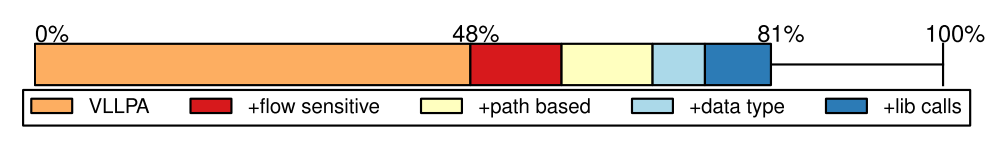 0% 48% 81% 100%
VLLPA +flow sensitive +path based +data type +lib calls